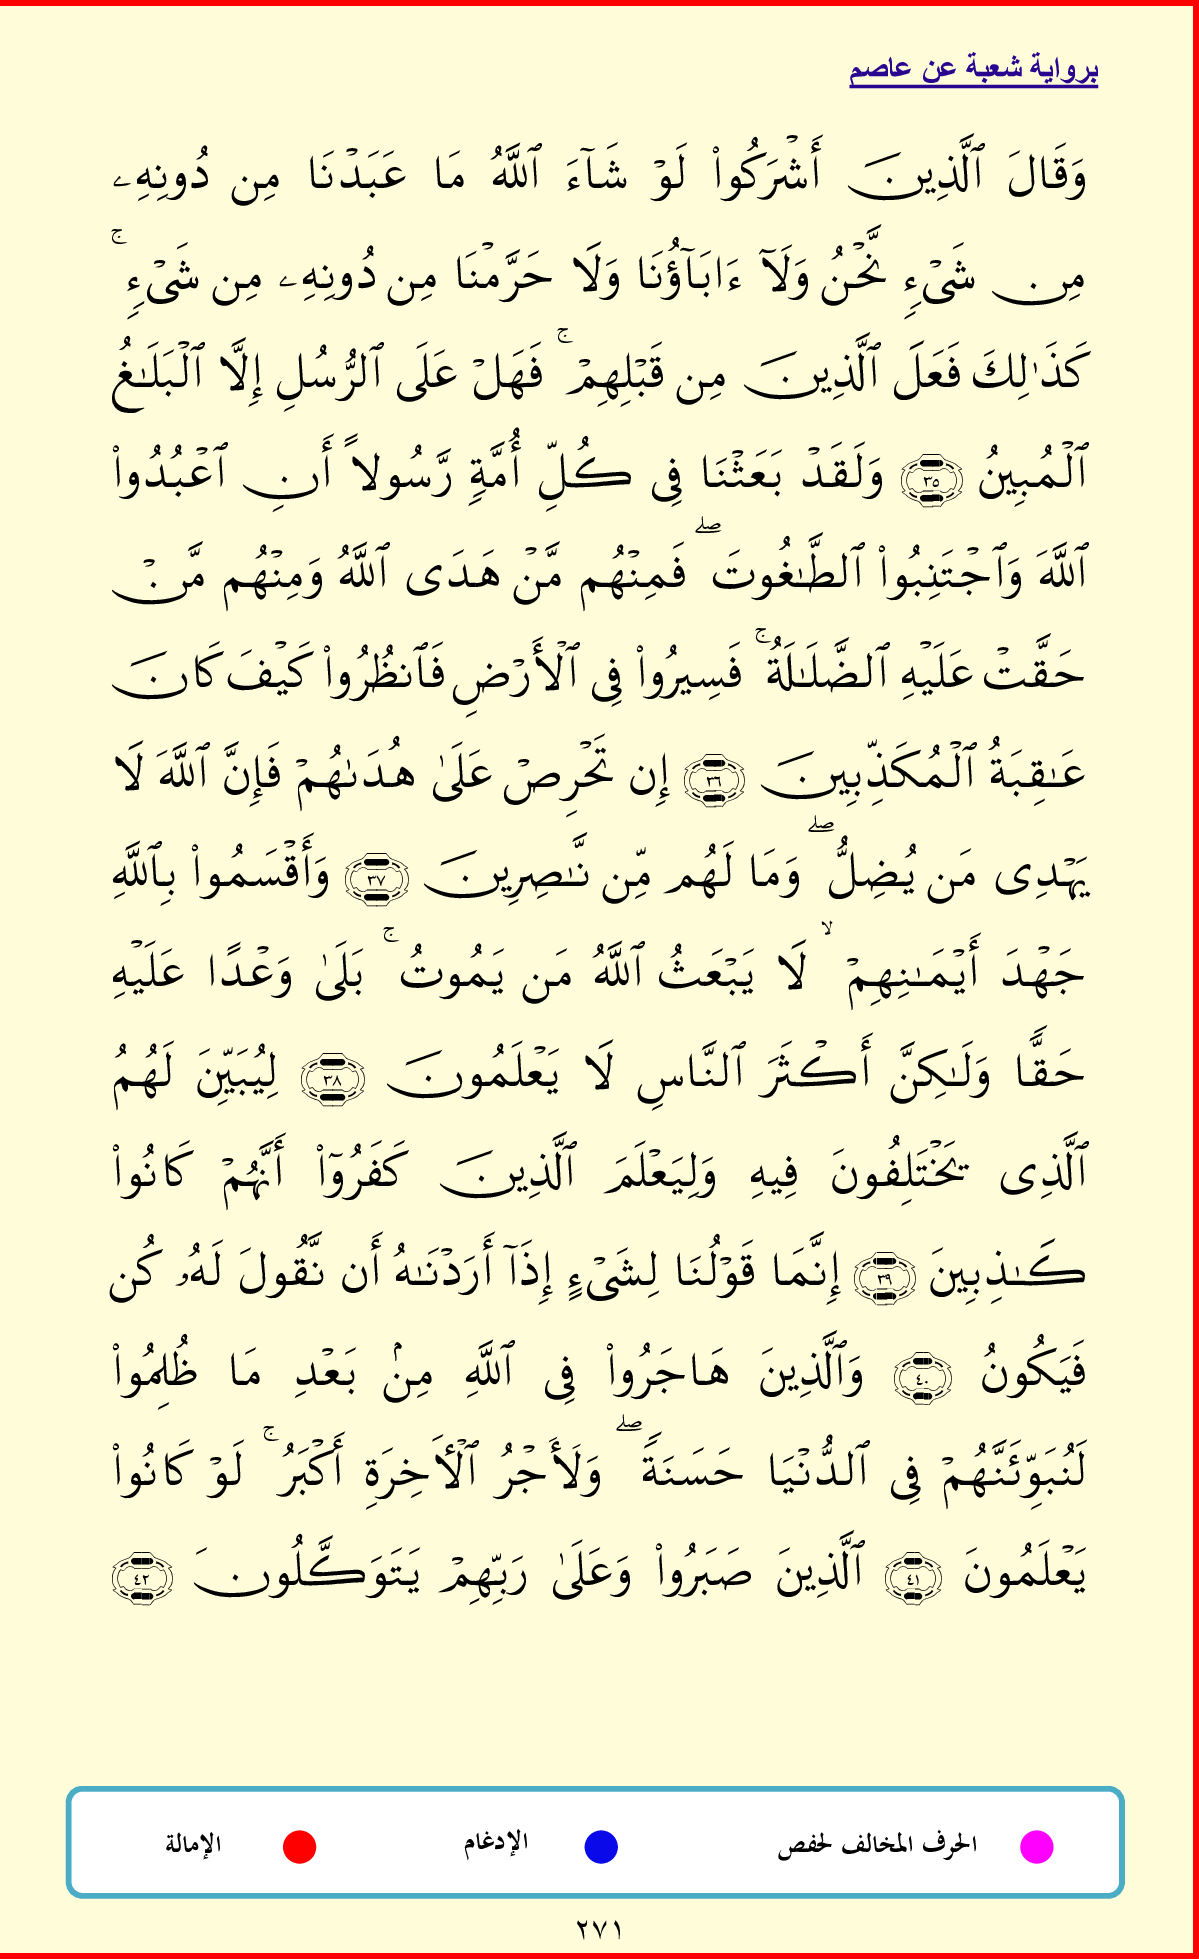 برواية شعبة عن عاصم
وَقَالَ ٱلَّذِينَ أَشۡرَكُواْ لَوۡ شَآءَ ٱللَّهُ مَا عَبَدۡنَا مِن دُونِهِۦ
مِن شَيۡءٖ نَّحۡنُ وَلَآ ءَابَآؤُنَا وَلَا حَرَّمۡنَا مِن دُونِهِۦ مِن شَيۡءٖۚ
كَذَٰلِكَ فَعَلَ ٱلَّذِينَ مِن قَبۡلِهِمۡۚ فَهَلۡ عَلَى ٱلرُّسُلِ إِلَّا ٱلۡبَلَٰغُ
ٱلۡمُبِينُ ٣٥ وَلَقَدۡ بَعَثۡنَا فِي كُلِّ أُمَّةٖ رَّسُولًا أَنِ ٱعۡبُدُواْ
ٱللَّهَ وَٱجۡتَنِبُواْ ٱلطَّٰغُوتَۖ فَمِنۡهُم مَّنۡ هَدَى ٱللَّهُ وَمِنۡهُم مَّنۡ
حَقَّتۡ عَلَيۡهِ ٱلضَّلَٰلَةُۚ فَسِيرُواْ فِي ٱلۡأَرۡضِ فَٱنظُرُواْ كَيۡفَ كَانَ
عَٰقِبَةُ ٱلۡمُكَذِّبِينَ ٣٦ إِن تَحۡرِصۡ عَلَىٰ هُدَىٰهُمۡ فَإِنَّ ٱللَّهَ لَا
يَهۡدِي مَن يُضِلُّۖ وَمَا لَهُم مِّن نَّٰصِرِينَ ٣٧ وَأَقۡسَمُواْ بِٱللَّهِ
جَهۡدَ أَيۡمَٰنِهِمۡۙ لَا يَبۡعَثُ ٱللَّهُ مَن يَمُوتُۚ بَلَىٰ وَعۡدًا عَلَيۡهِ
حَقّٗا وَلَٰكِنَّ أَكۡثَرَ ٱلنَّاسِ لَا يَعۡلَمُونَ ٣٨ لِيُبَيِّنَ لَهُمُ
ٱلَّذِي يَخۡتَلِفُونَ فِيهِ وَلِيَعۡلَمَ ٱلَّذِينَ كَفَرُوٓاْ أَنَّهُمۡ كَانُواْ
كَٰذِبِينَ ٣٩ إِنَّمَا قَوۡلُنَا لِشَيۡءٍ إِذَآ أَرَدۡنَٰهُ أَن نَّقُولَ لَهُۥ كُن
فَيَكُونُ ٤٠ وَٱلَّذِينَ هَاجَرُواْ فِي ٱللَّهِ مِنۢ بَعۡدِ مَا ظُلِمُواْ
لَنُبَوِّئَنَّهُمۡ فِي ٱلدُّنۡيَا حَسَنَةٗۖ وَلَأَجۡرُ ٱلۡأٓخِرَةِ أَكۡبَرُۚ لَوۡ كَانُواْ
يَعۡلَمُونَ ٤١ ٱلَّذِينَ صَبَرُواْ وَعَلَىٰ رَبِّهِمۡ يَتَوَكَّلُونَ ٤٢
الحرف المخالف لحفص الإدغام الإمالة
٢٧١